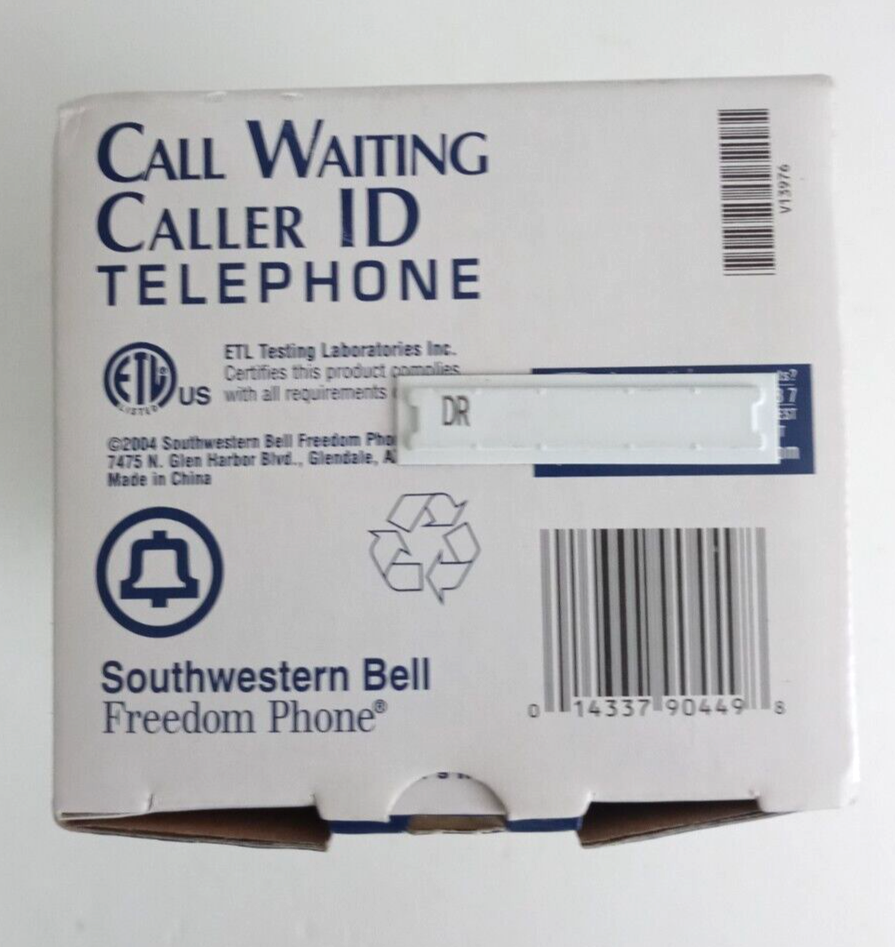 CALL WAITING
CALLER ID
TELEPHONE
V13976
ETL
LISTED
US
ETL Testing Laboratories Inc.
Certifies this product complies
with all requirements
DR
©2004 Southwestern Bell Freedom
7475 N. Glen Harbor Blvd., Glendale,
Made in China
Southwestern Bell
Freedom Phone®
0 14337 90449 8